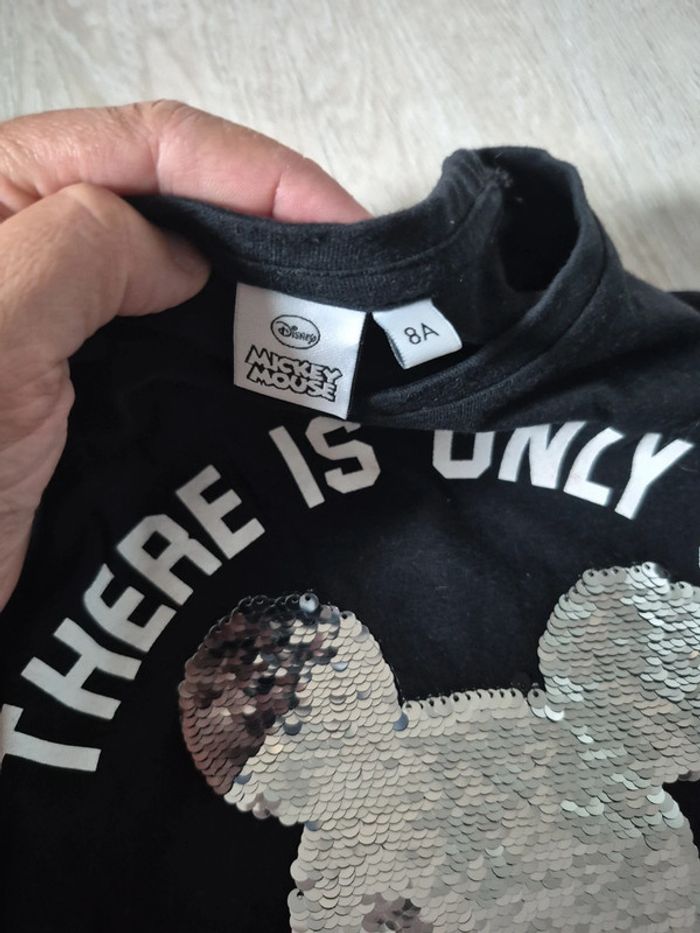 Disney
MICKEY
MOUSE
8A
THERE IS ONLY